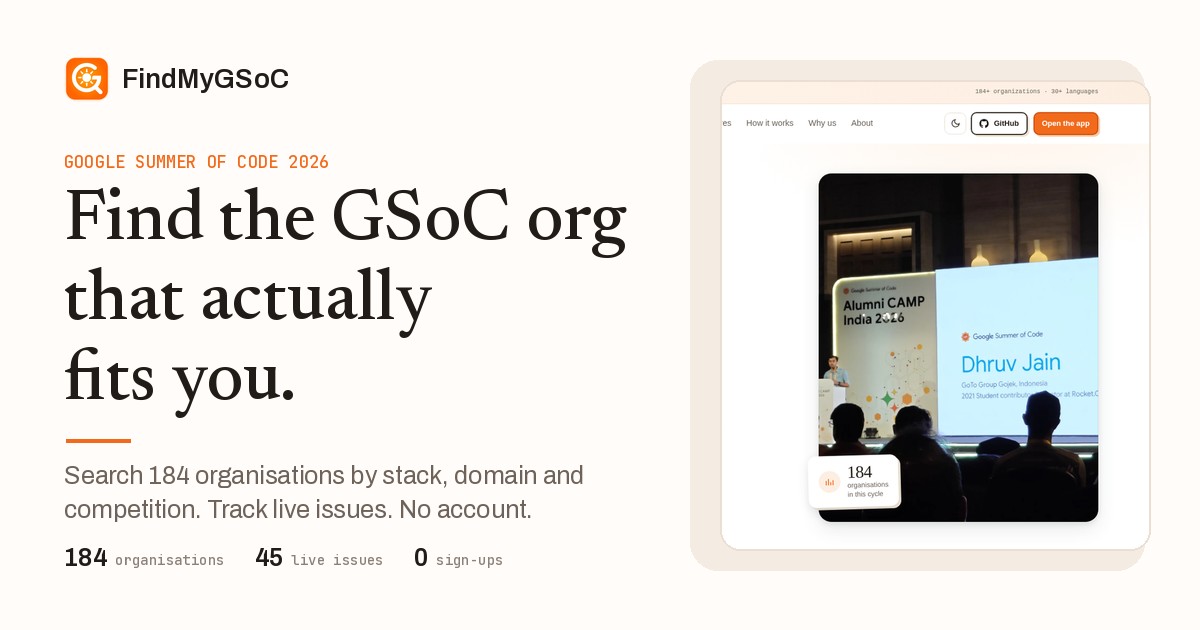 FindMyGSoC
GOOGLE SUMMER OF CODE 2026
Find the GSoC org
that actually
fits you.
Search 184 organisations by stack, domain and
competition. Track live issues. No account.
184 organisations 45 live issues 0 sign-ups
184+ organizations · 30+ languages
es How it works Why us About GitHub Open the app
Google Summer of Code
Alumni CAMP
India 2026
Google Summer of Code
Dhruv Jain
GoTo Group Gojek, Indonesia
2021 Student at Rocket.C
184
organisations
in this cycle